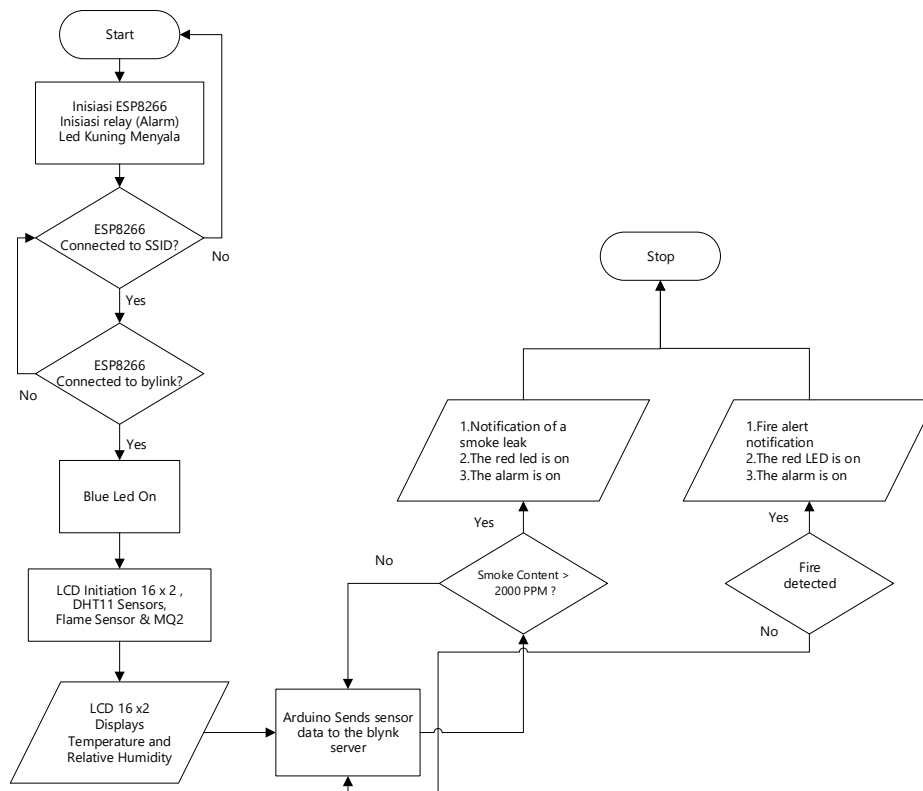 Start
Inisiasi ESP8266
Inisiasi relay (Alarm)
Led Kuning Menyala
ESP8266
Connected to SSID?
No
Yes
ESP8266
Connected to bylink?
No
Yes
Blue Led On
LCD Initiation 16 x 2 ,
DHT11 Sensors,
Flame Sensor & MQ2
LCD 16 x2
Displays
Temperature and
Relative Humidity
Arduino Sends sensor
data to the blynk
server
Smoke Content >
2000 PPM ?
No
Yes
1.Notification of a
smoke leak
2.The red led is on
3.The alarm is on
Fire
detected
No
Yes
1.Fire alert
notification
2.The red LED is on
3.The alarm is on
Stop